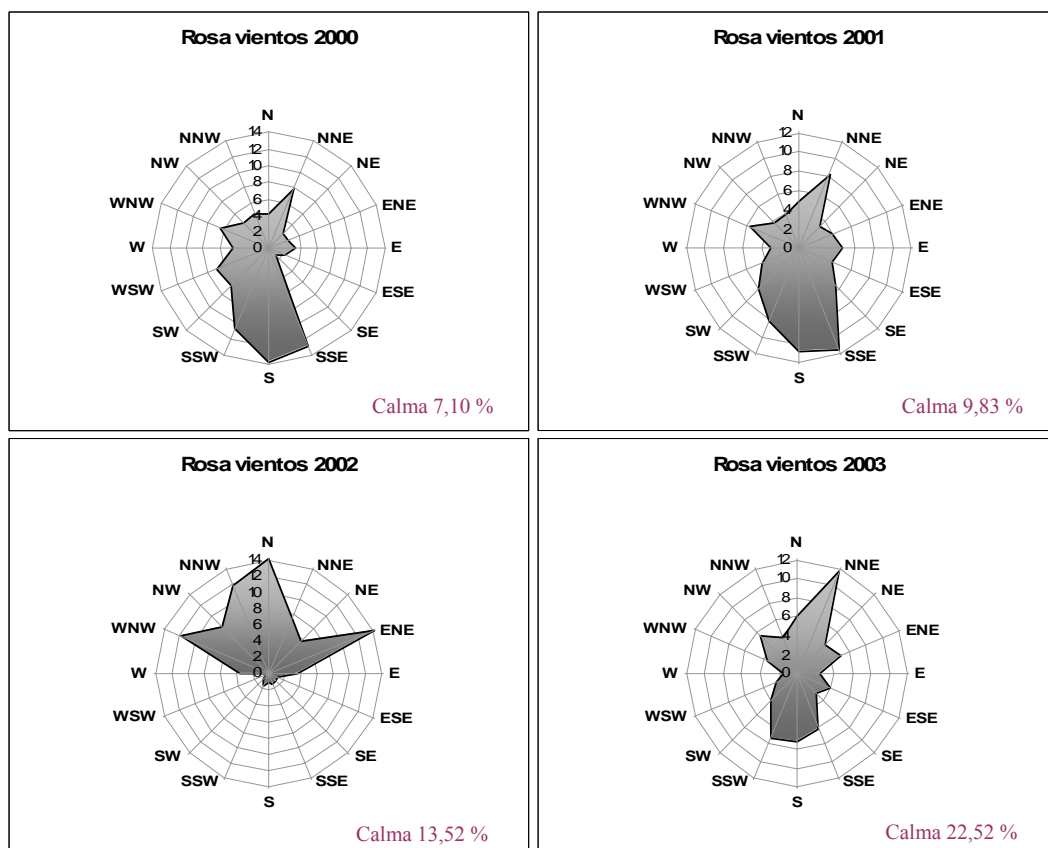 Rosa vientos 2000
N
NNE
NE
ENE
E
ESE
SE
SSE
S
SSW
SW
WSW
W
WNW
NW
NNW
14
12
10
8
6
4
2
0
Calma 7,10 %
Rosa vientos 2001
N
NNE
NE
ENE
E
ESE
SE
SSE
S
SSW
SW
WSW
W
WNW
NW
NNW
12
10
8
6
4
2
0
Calma 9,83 %
Rosa vientos 2002
N
NNE
NE
ENE
E
ESE
SE
SSE
S
SSW
SW
WSW
W
WNW
NW
NNW
14
12
10
8
6
4
2
0
Calma 13,52 %
Rosa vientos 2003
N
NNE
NE
ENE
E
ESE
SE
SSE
S
SSW
SW
WSW
W
WNW
NW
NNW
12
10
8
6
4
2
0
Calma 22,52 %